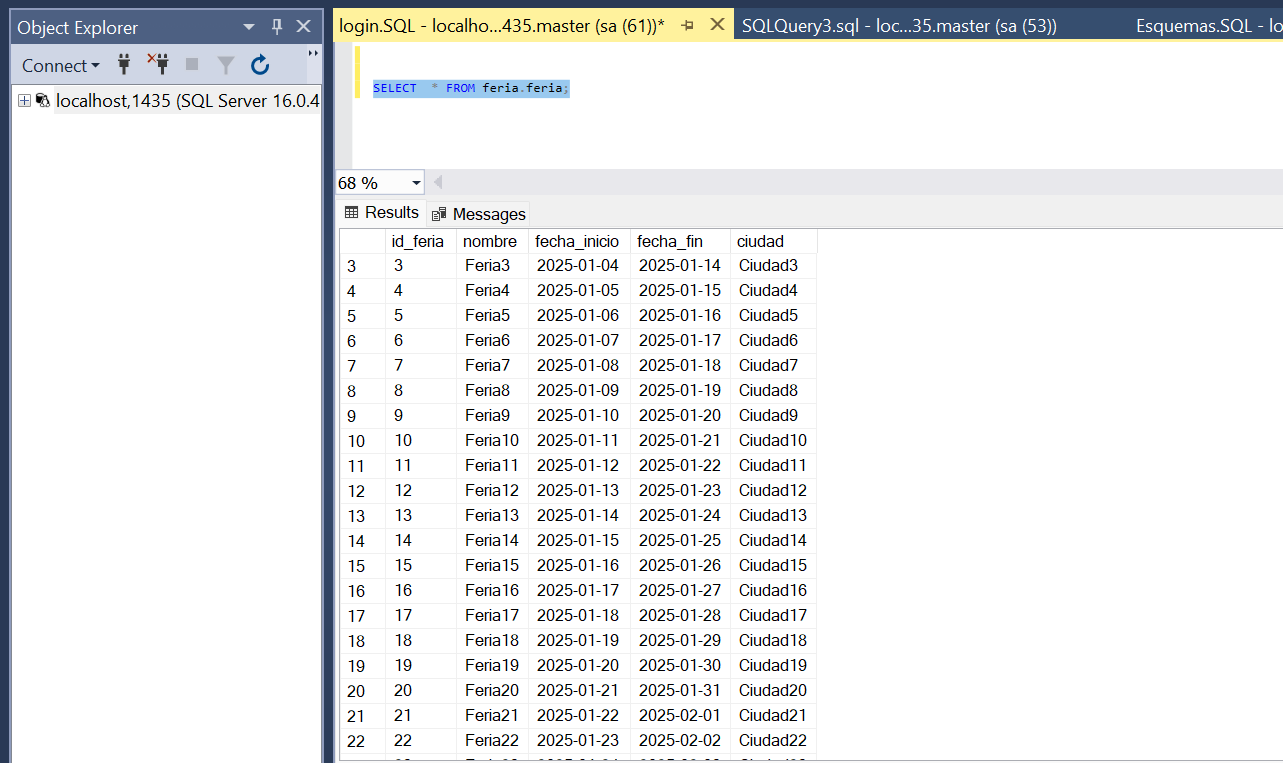 Object Explorer
login.SQL - localho...435.master (sa (61))*
SQLQuery3.sql - loc...35.master (sa (53))
Esquemas.SQL - lo
Connect
localhost,1435 (SQL Server 16.0.4
SELECT * FROM feria.feria;
68 %
Results Messages
id_feria nombre fecha_inicio fecha_fin ciudad
3 3 Feria3 2025-01-04 2025-01-14 Ciudad3
4 4 Feria4 2025-01-05 2025-01-15 Ciudad4
5 5 Feria5 2025-01-06 2025-01-16 Ciudad5
6 6 Feria6 2025-01-07 2025-01-17 Ciudad6
7 7 Feria7 2025-01-08 2025-01-18 Ciudad7
8 8 Feria8 2025-01-09 2025-01-19 Ciudad8
9 9 Feria9 2025-01-10 2025-01-20 Ciudad9
10 10 Feria10 2025-01-11 2025-01-21 Ciudad10
11 11 Feria11 2025-01-12 2025-01-22 Ciudad11
12 12 Feria12 2025-01-13 2025-01-23 Ciudad12
13 13 Feria13 2025-01-14 2025-01-24 Ciudad13
14 14 Feria14 2025-01-15 2025-01-25 Ciudad14
15 15 Feria15 2025-01-16 2025-01-26 Ciudad15
16 16 Feria16 2025-01-17 2025-01-27 Ciudad16
17 17 Feria17 2025-01-18 2025-01-28 Ciudad17
18 18 Feria18 2025-01-19 2025-01-29 Ciudad18
19 19 Feria19 2025-01-20 2025-01-30 Ciudad19
20 20 Feria20 2025-01-21 2025-01-31 Ciudad20
21 21 Feria21 2025-01-22 2025-02-01 Ciudad21
22 22 Feria22 2025-01-23 2025-02-02 Ciudad22